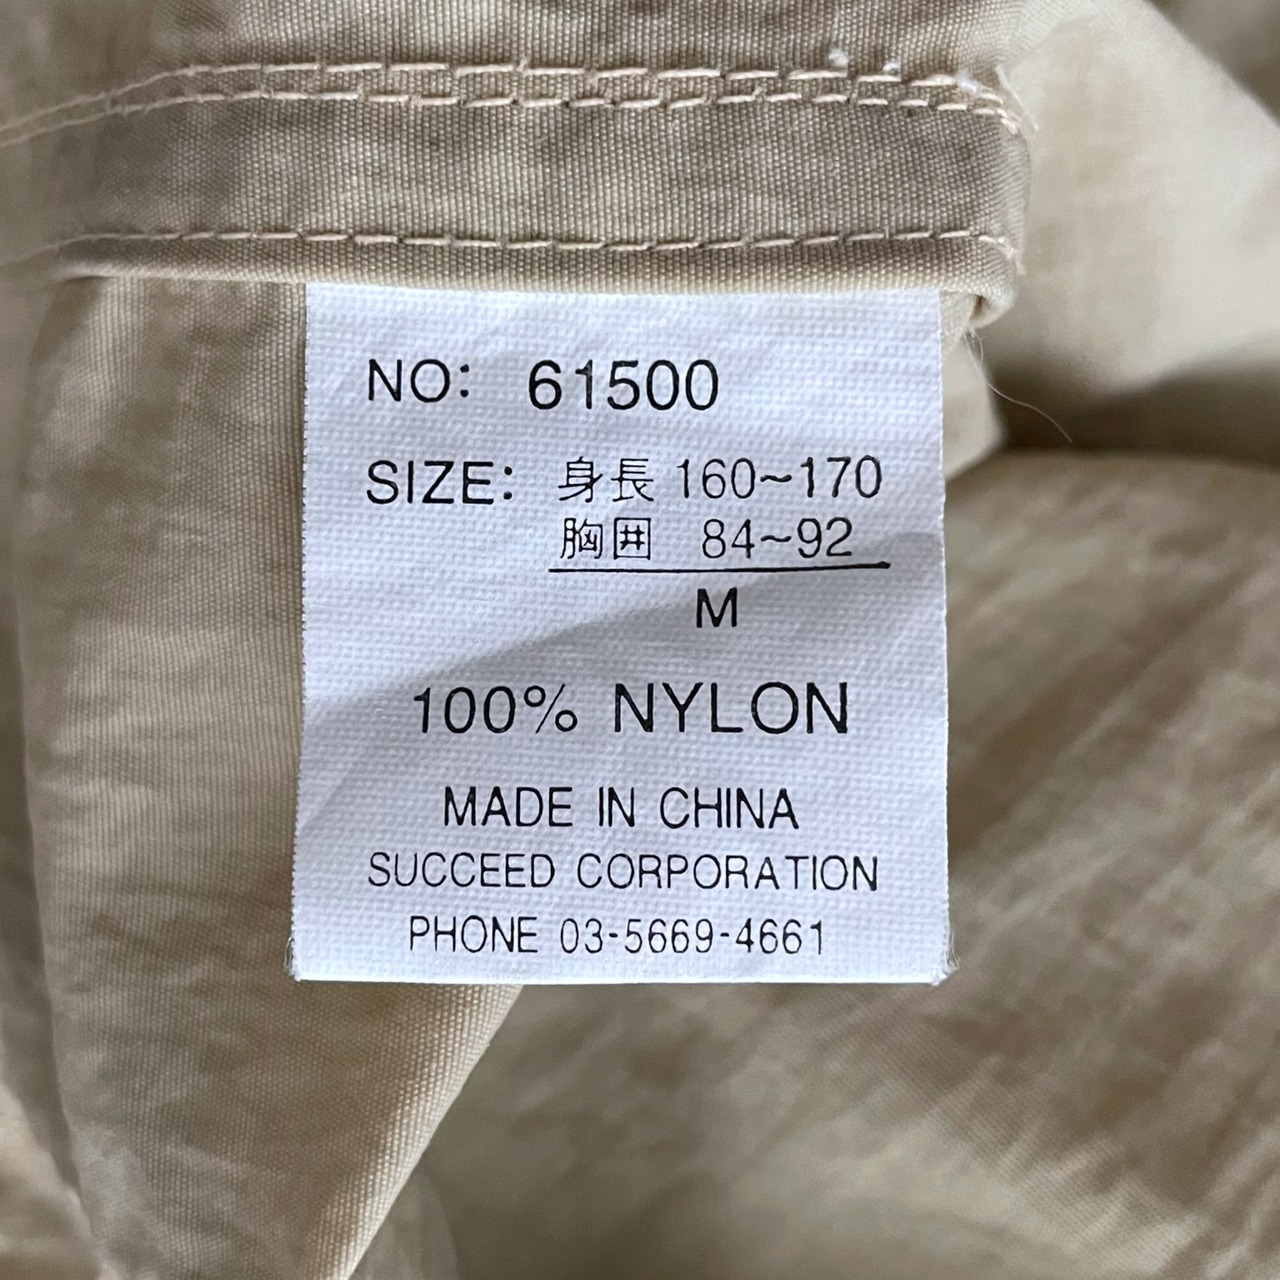 NO: 61500
SIZE: 身長 160~170
胸囲 84~92
M
100% NYLON
MADE IN CHINA
SUCCEED CORPORATION
PHONE 03-5669-4661